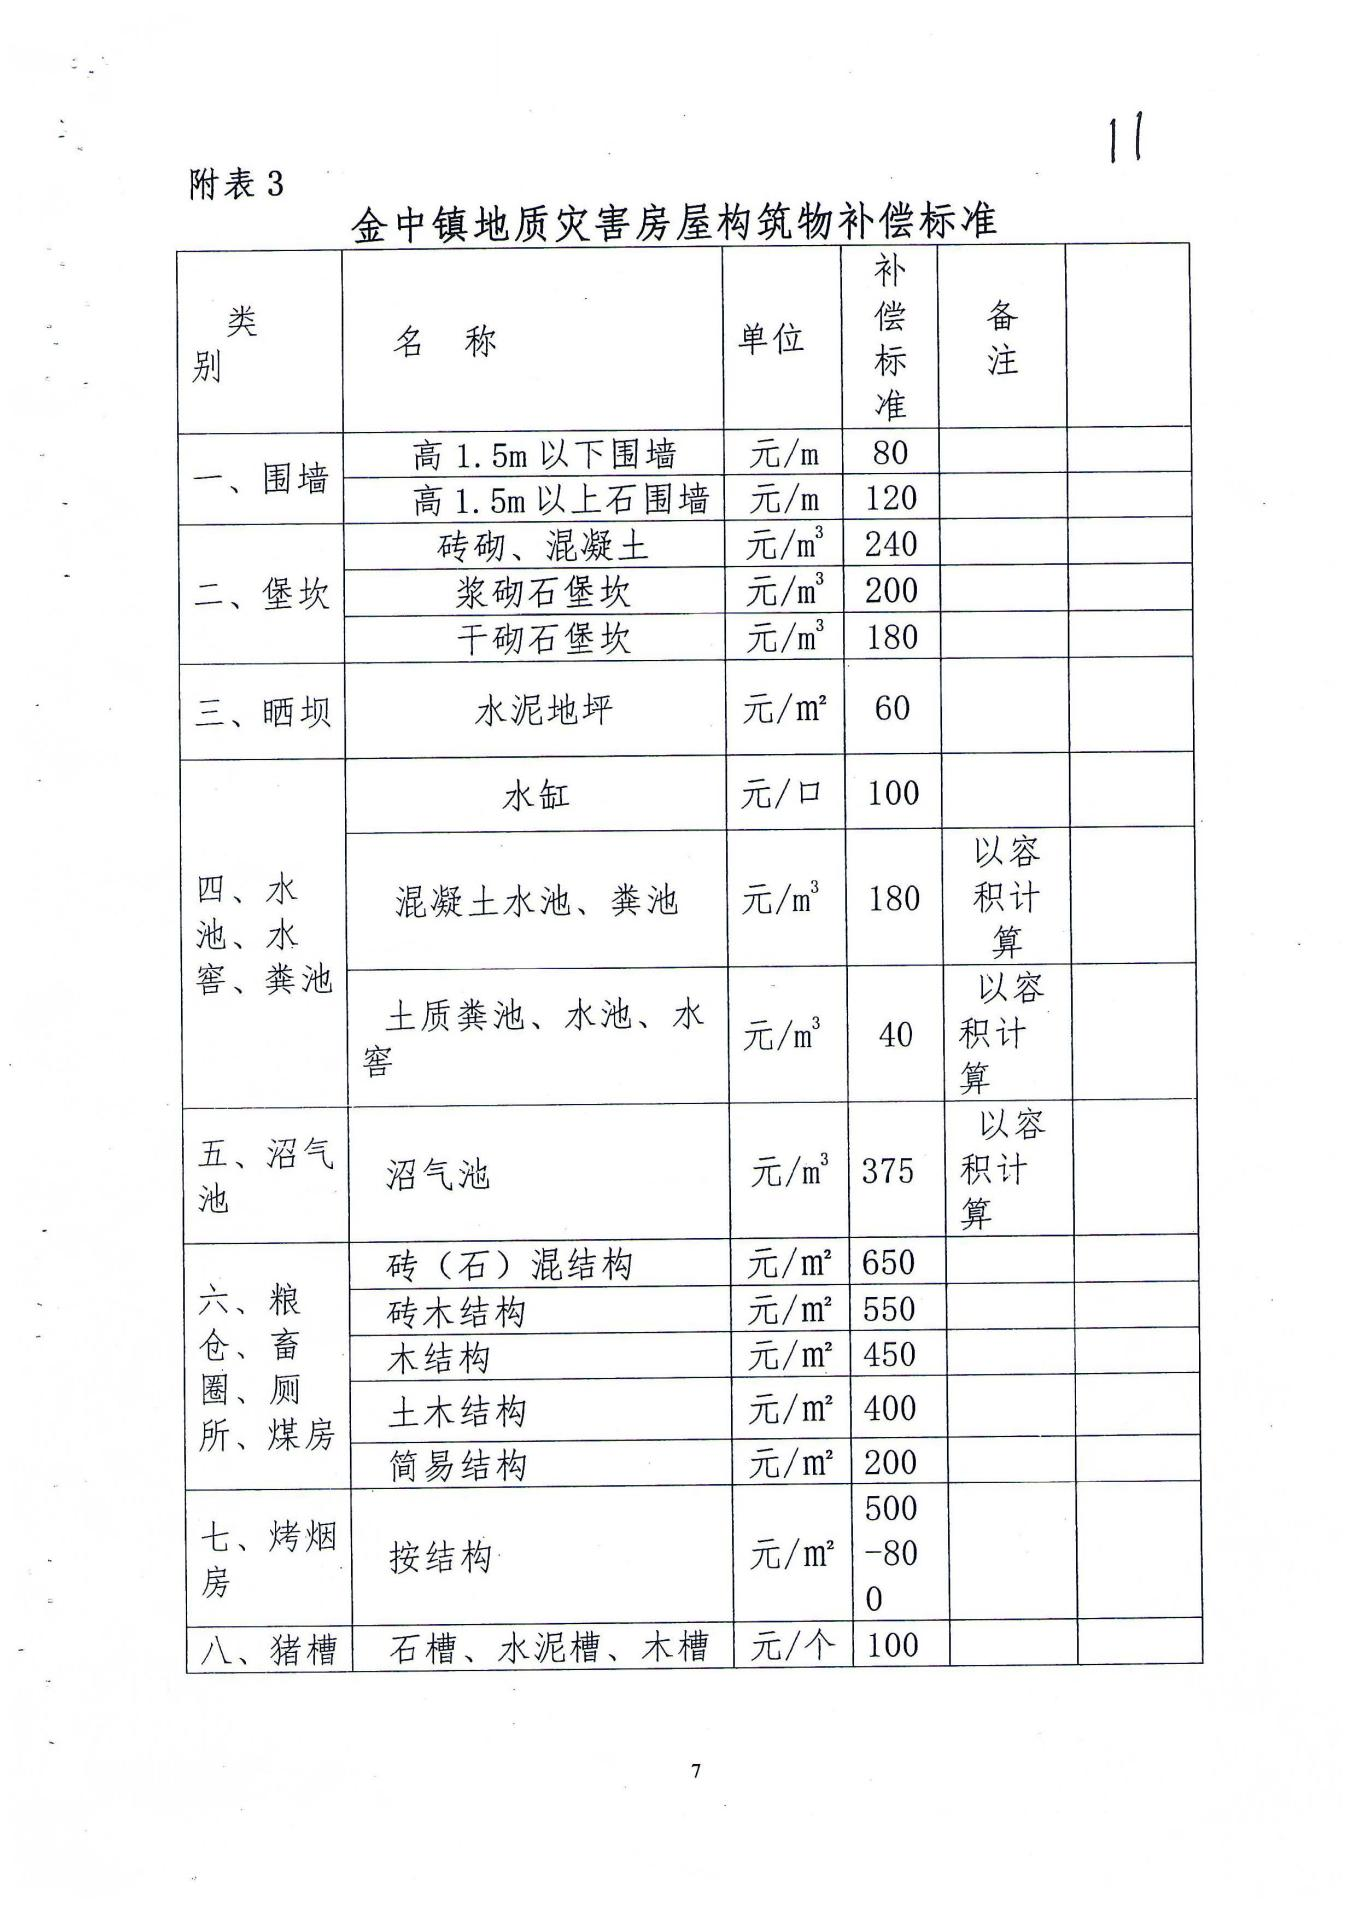 11
附表3
金中镇地质灾害房屋构筑物补偿标准
类别 名 称 单位 补偿标准 备注
一、围墙 高1.5m以下围墙 元/m 80
高1.5m以上石围墙 元/m 120
二、堡坎 砖砌、混凝土 元/m³ 240
浆砌石堡坎 元/m³ 200
干砌石堡坎 元/m³ 180
三、晒坝 水泥地坪 元/m² 60
四、水池、水窖、粪池 水缸 元/口 100
混凝土水池、粪池 元/m³ 180 以容积计算
土质粪池、水池、水窖 元/m³ 40 以容积计算
五、沼气池 沼气池 元/m³ 375 以容积计算
六、粮仓、畜圈、厕所、煤房 砖（石）混结构 元/m² 650
砖木结构 元/m² 550
木结构 元/m² 450
土木结构 元/m² 400
简易结构 元/m² 200
七、烤烟房 按结构 元/m² 500-800
八、猪槽 石槽、水泥槽、木槽 元/个 100
7